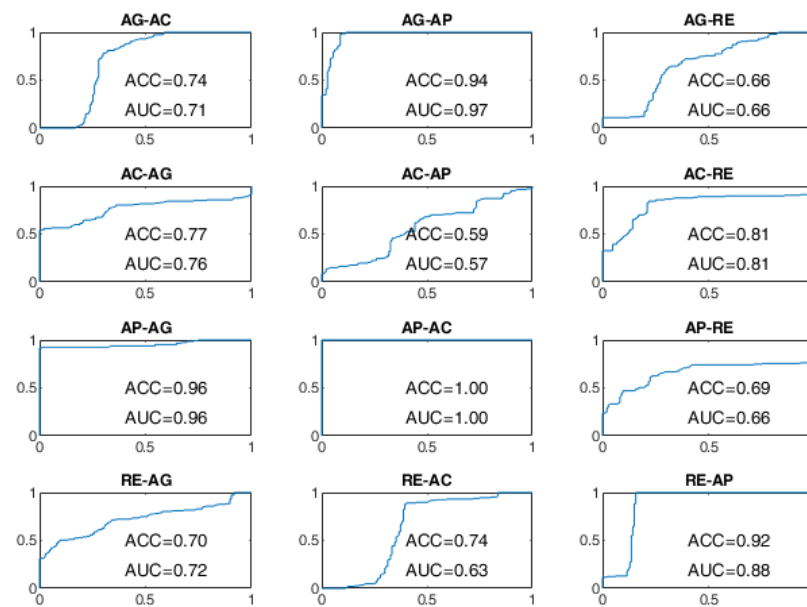 AG-AC
1
0.5
0
ACC=0.74
AUC=0.71
0
0.5
1
AG-AP
1
0.5
0
ACC=0.94
AUC=0.97
0
0.5
1
AG-RE
1
0.5
0
ACC=0.66
AUC=0.66
0
0.5
AC-AG
1
0.5
0
ACC=0.77
AUC=0.76
0
0.5
1
AC-AP
1
0.5
0
ACC=0.59
AUC=0.57
0
0.5
1
AC-RE
1
0.5
0
ACC=0.81
AUC=0.81
0
0.5
AP-AG
1
0.5
0
ACC=0.96
AUC=0.96
0
0.5
1
AP-AC
1
0.5
0
ACC=1.00
AUC=1.00
0
0.5
1
AP-RE
1
0.5
0
ACC=0.69
AUC=0.66
0
0.5
RE-AG
1
0.5
0
ACC=0.70
AUC=0.72
0
0.5
1
RE-AC
1
0.5
0
ACC=0.74
AUC=0.63
0
0.5
1
RE-AP
1
0.5
0
ACC=0.92
AUC=0.88
0
0.5